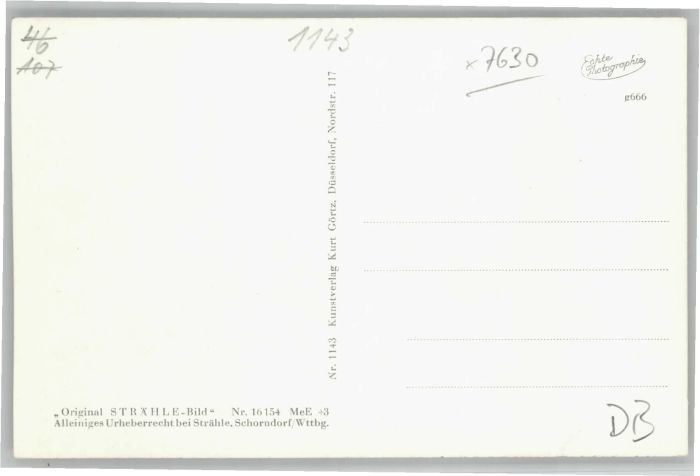 46
107
1143
x 7630
Echte
Photographie
g666
Nr. 1143 Kunstverlag Kurt Görtz, Düsseldorf, Nordstr. 117
„Original STRÄHLE-Bild“ Nr. 16154 MeE 43
Alleiniges Urheberrecht bei Strähle, Schorndorf/Wttbg.
DB